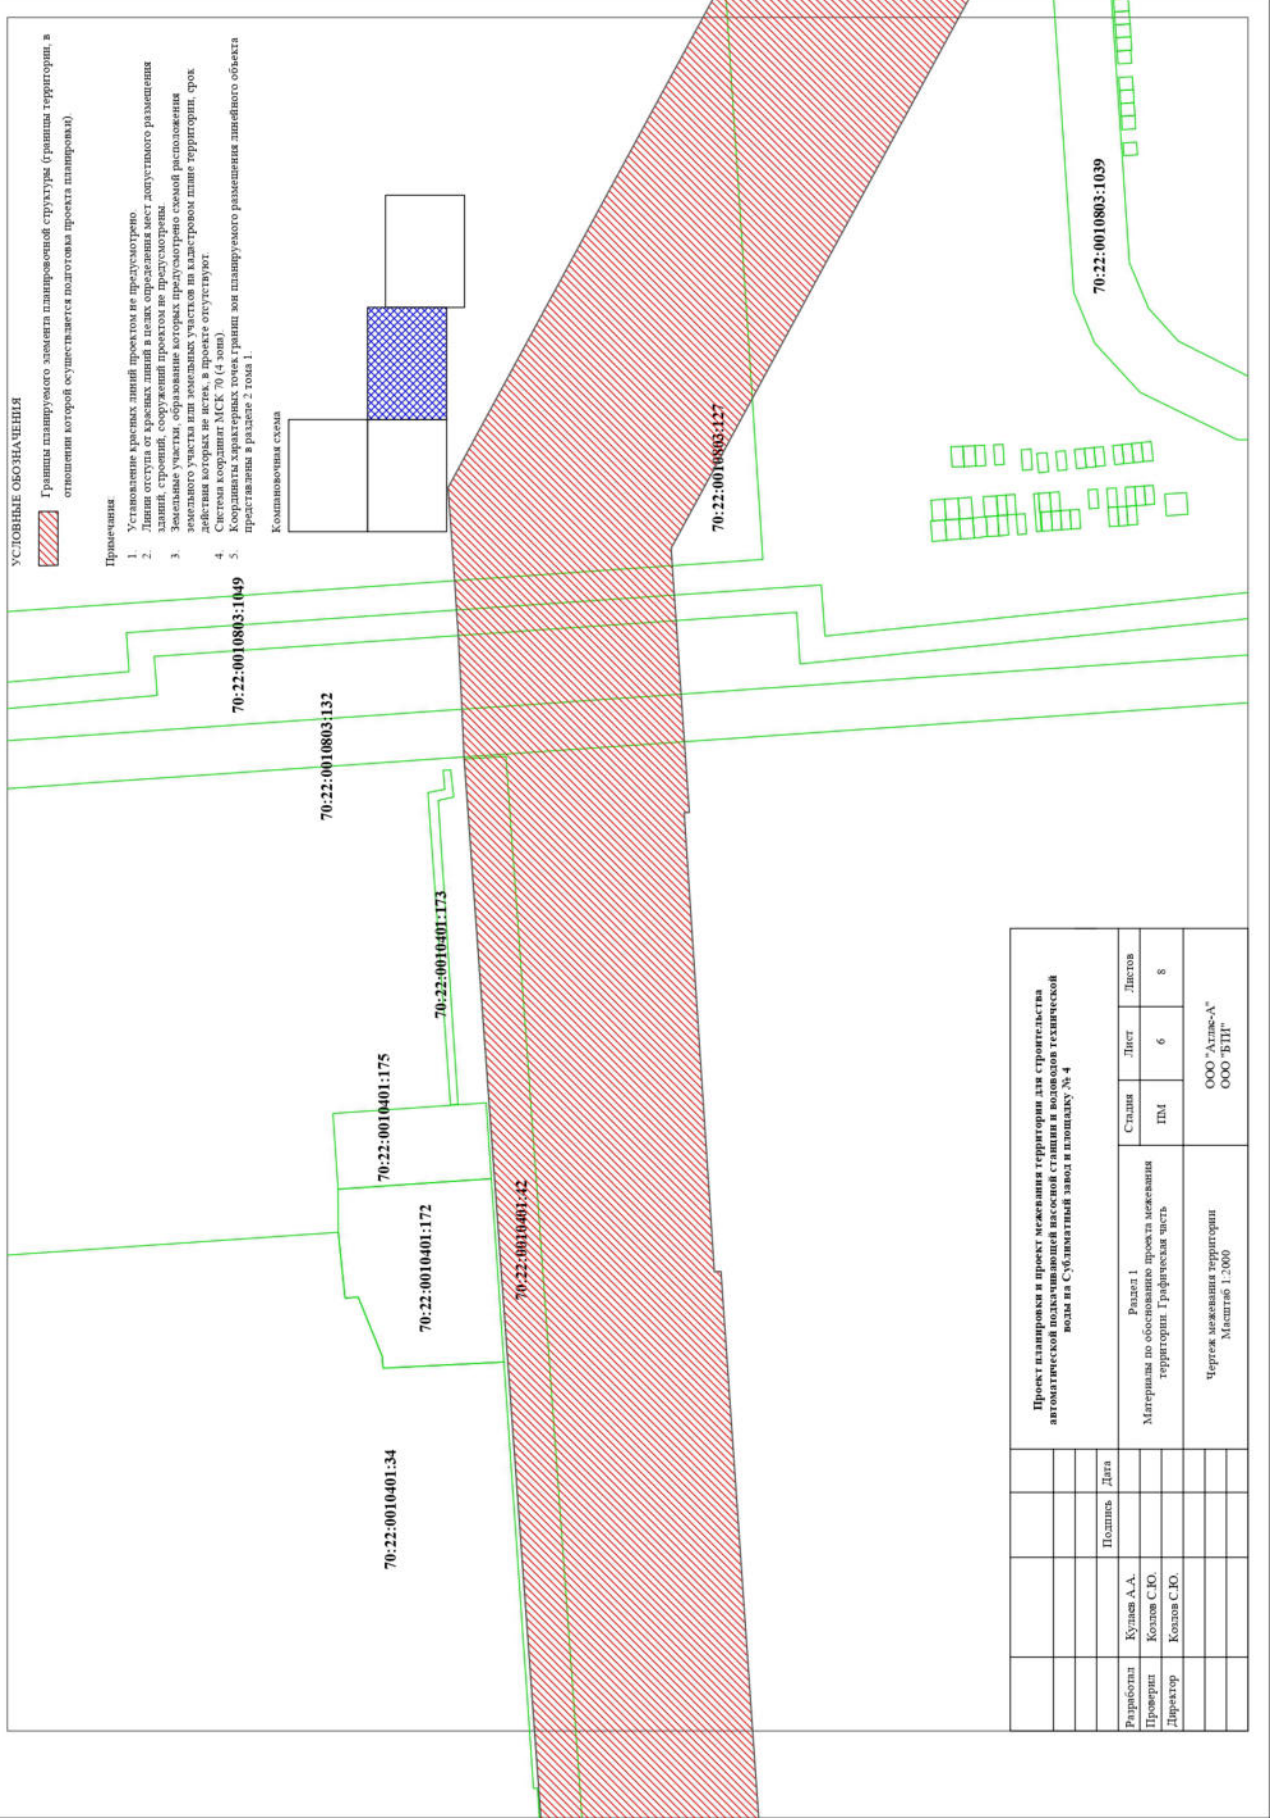 УСЛОВНЫЕ ОБОЗНАЧЕНИЯ
Границы планируемого элемента планировочной структуры (границы территории, в
отношении которой осуществляется подготовка проекта планировки)
Примечания:
1. Установление красных линий проектом не предусмотрено.
2. Линии отступа от красных линий в целях определения мест допустимого размещения
зданий, строений, сооружений проектом не предусмотрены.
3. Земельные участки, образование которых предусмотрено схемой расположения
земельного участка или земельных участков на кадастровом плане территории, срок
действия которых не истек, в проекте отсутствуют.
4. Система координат МСК 70 (4 зона).
5. Координаты характерных точек границ зон планируемого размещения линейного объекта
представлены в разделе 2 тома 1.
Компановочная схема
70:22:0010803:1049
70:22:0010803:132
70:22:0010401:173
70:22:0010401:175
70:22:0010401:172
70:22:0010401:34
70:22:0010401:42
70:22:0010803:127
70:22:0010803:1039
Проект планировки и проект межевания территории для строительства
автоматической подкачивающей насосной станции и водоводов технической
воды на Сублиматный завод и площадку № 4
Подпись Дата
Разработал Кулаев А.А.
Проверил Козлов С.Ю.
Директор Козлов С.Ю.
Раздел 1
Материалы по обоснованию проекта межевания
территории. Графическая часть
Стадия Лист Листов
ПМ 6 8
Чертеж межевания территории
Масштаб 1:2000
ООО "Атлас-А"
ООО "БТИ"